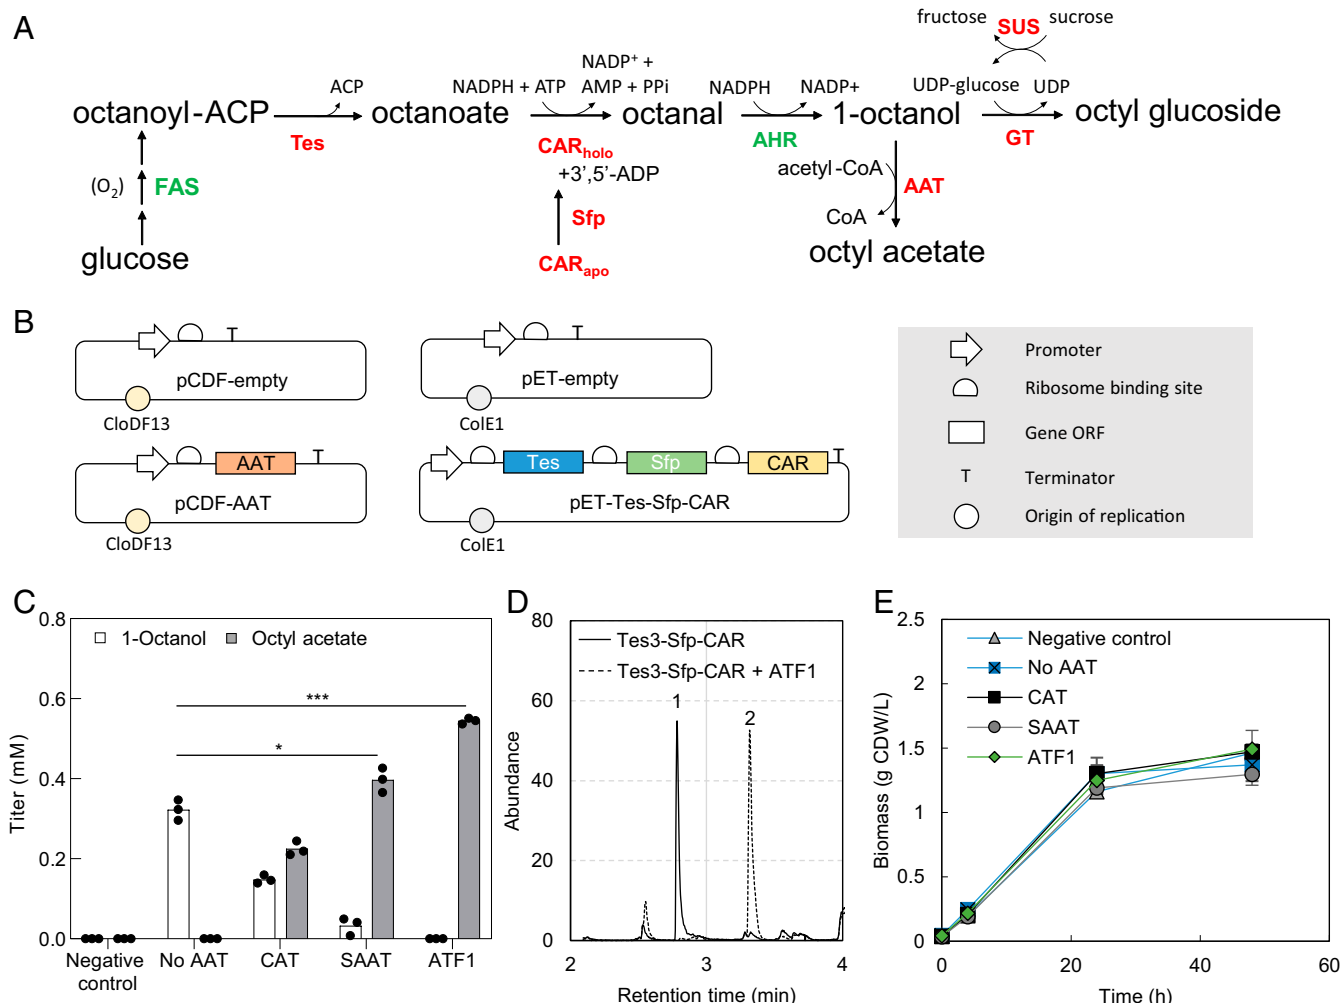 A
fructose SUS sucrose
NADP+ +
ACP NADPH + ATP AMP + PPi NADPH NADP+ UDP-glucose UDP
octanoyl-ACP octanoate octanal 1-octanol octyl glucoside
Tes CARholo AHR GT
+3’,5’-ADP
acetyl-CoA AAT
(O2) FAS
Sfp
CoA
glucose CARapo octyl acetate
B
T T
pCDF-empty pET-empty
CloDF13 ColE1
AAT T Tes Sfp CAR T
pCDF-AAT pET-Tes-Sfp-CAR
CloDF13 ColE1
Promoter
Ribosome binding site
Gene ORF
T Terminator
Origin of replication
C
0.8
1-Octanol Octyl acetate
0.6
***
*
0.4
0.2
0.0
Titer (mM)
Negative control No AAT CAT SAAT ATF1
D
80
Tes3-Sfp-CAR
Tes3-Sfp-CAR + ATF1
60
1 2
40
20
0
Abundance
2 3 4
Retention time (min)
E
2.5
Negative control
No AAT
CAT
SAAT
ATF1
2
1.5
1
0.5
0
Biomass (g CDW/L)
0 20 40 60
Time (h)